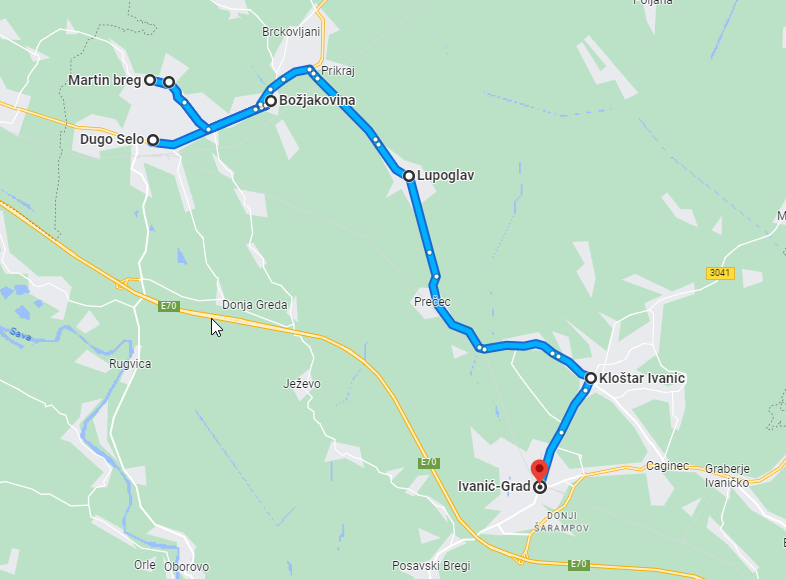 Poljana
Brckovljani
Prikraj
Martin breg
Božjakovina
Dugo Selo
Lupoglav
3041
Prečec
E70
Donja Greda
Sava
Rugvica
Ježevo
Kloštar Ivanic
E70
Caginec
Graberje
Ivaničko
Ivanić-Grad
DONJI
ŠARAMPOV
Orle
Oborovo
Posavski Bregi
E70